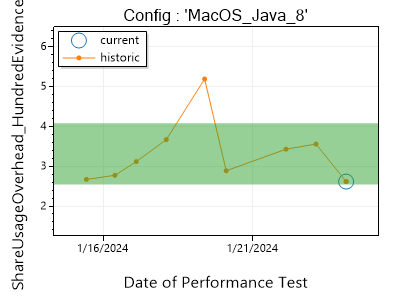 Config : 'MacOS_Java_8'
ShareUsageOverhead_HundredEvidence
current
historic
6
5
4
3
2
1/16/2024
1/21/2024
Date of Performance Test